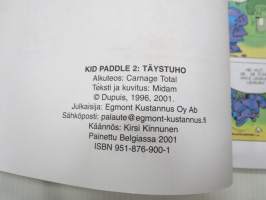 KID PADDLE 2: TÄYSTUHO
Alkuteos: Carnage Total
Teksti ja kuvitus: Midam
© Dupuis, 1996, 2001.
Julkaisija: Egmont Kustannus Oy Ab
Sähköposti: palaute@egmont-kustannus.fi
Käännös: Kirsi Kinnunen
Painettu Belgiassa 2001
ISBN 951-876-900-1